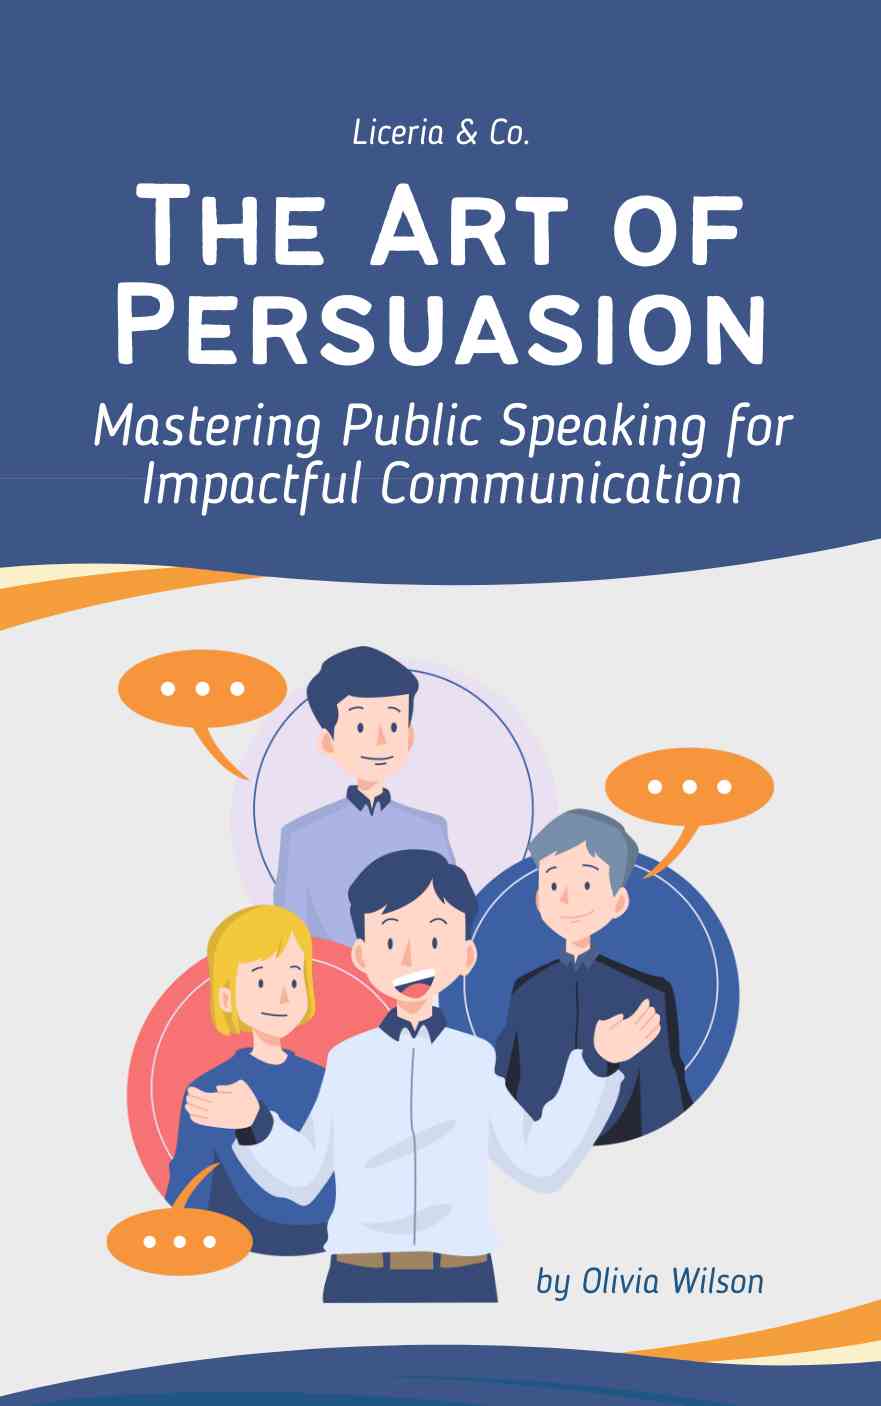 Liceria & Co.
The Art of
Persuasion
Mastering Public Speaking for
Impactful Communication
by Olivia Wilson